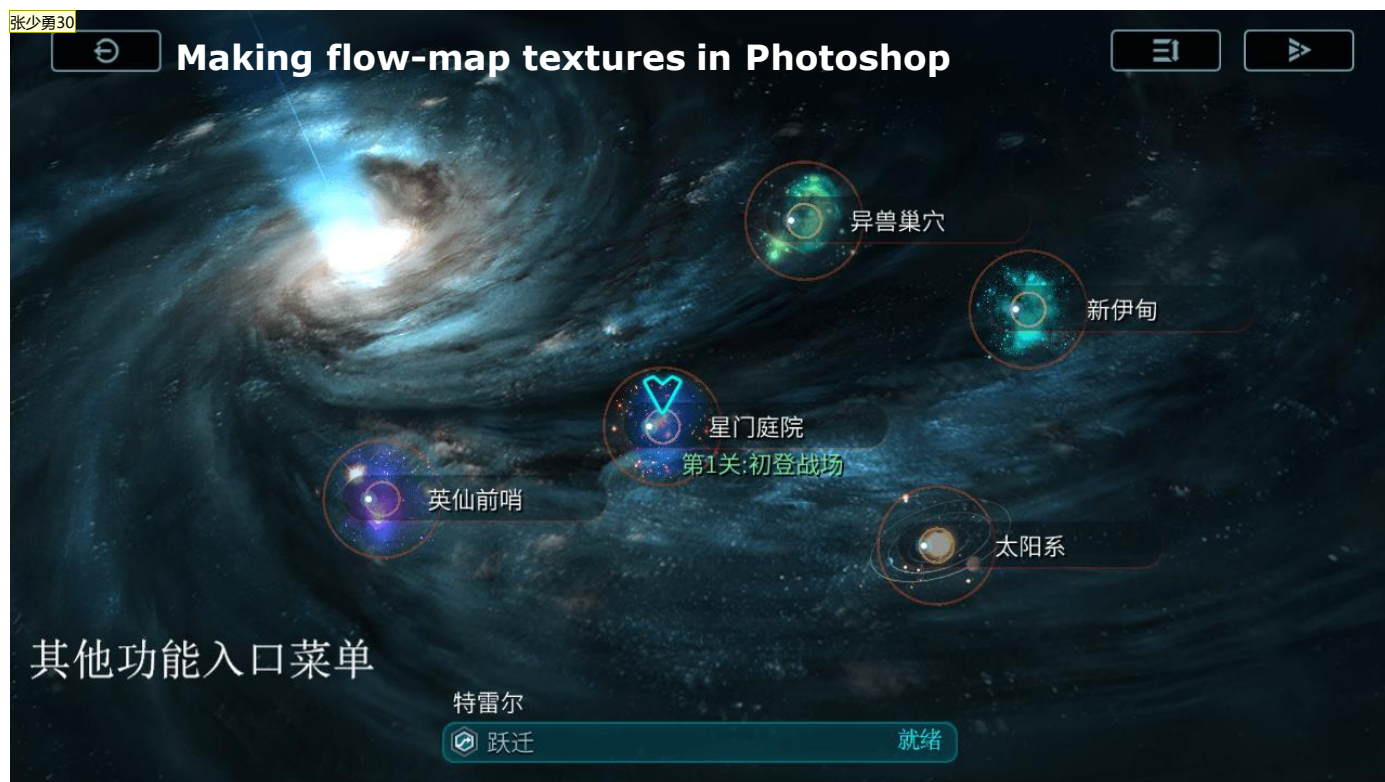 张少勇30
Making flow-map textures in Photoshop
异兽巢穴
新伊甸
星门庭院
第1关:初登战场
英仙前哨
太阳系
其他功能入口菜单
特雷尔
跃迁 就绪